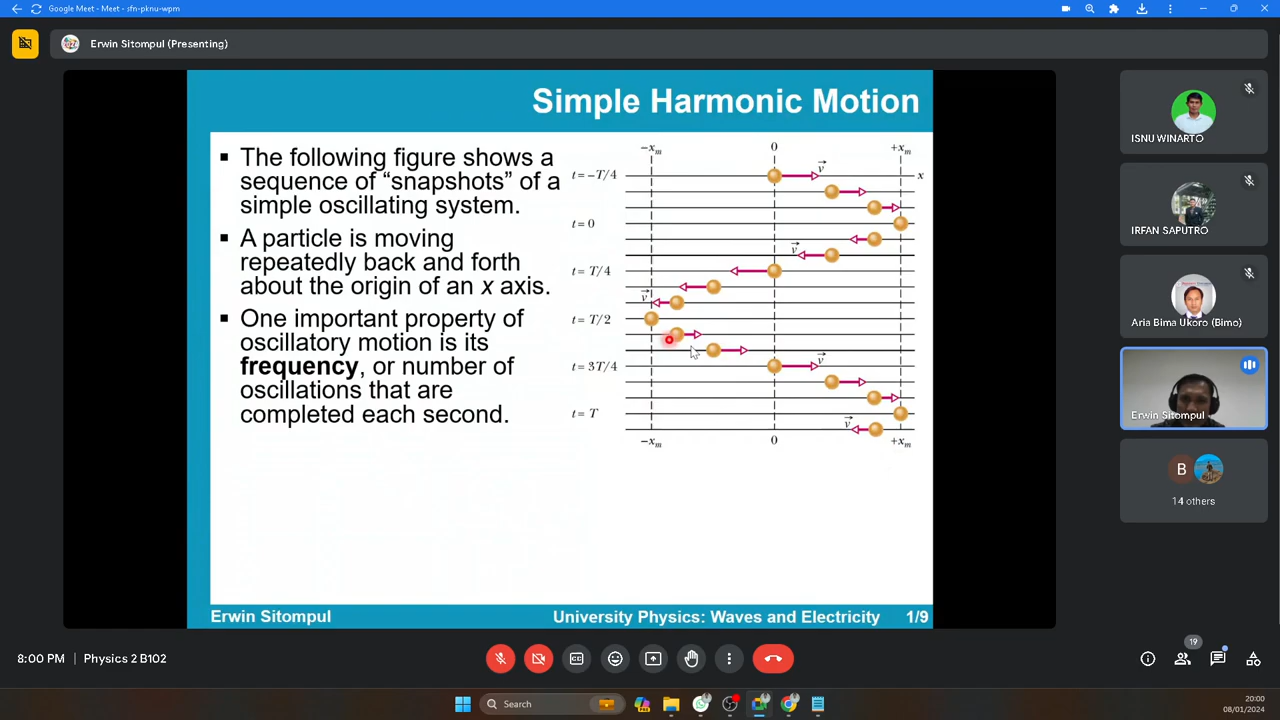 Google Meet - Meet - sfn-pknu-wpm
Erwin Sitompul (Presenting)
Simple Harmonic Motion
▪ The following figure shows a
sequence of “snapshots” of a
simple oscillating system.
▪ A particle is moving
repeatedly back and forth
about the origin of an x axis.
▪ One important property of
oscillatory motion is its
frequency, or number of
oscillations that are
completed each second.
−xm 0 +xm
t = −T/4 v x
t = 0
v
t = T/4
v
t = T/2
t = 3T/4 v
t = T
v
−xm 0 +xm
Erwin Sitompul University Physics: Waves and Electricity 1/9
ISNU WINARTO
IRFAN SAPUTRO
Aria Bima Ukoro (Bimo)
Erwin Sitompul
B
14 others
8:00 PM | Physics 2 B102
CC
19
Search
20:00
08/01/2024